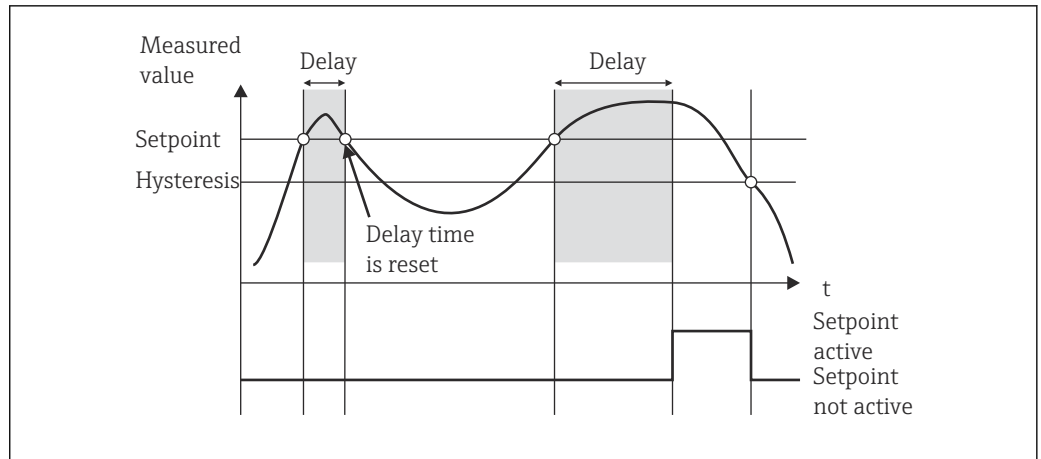 Measured
value
Delay
Delay
Setpoint
Hysteresis
Delay time
is reset
t
Setpoint
active
Setpoint
not active